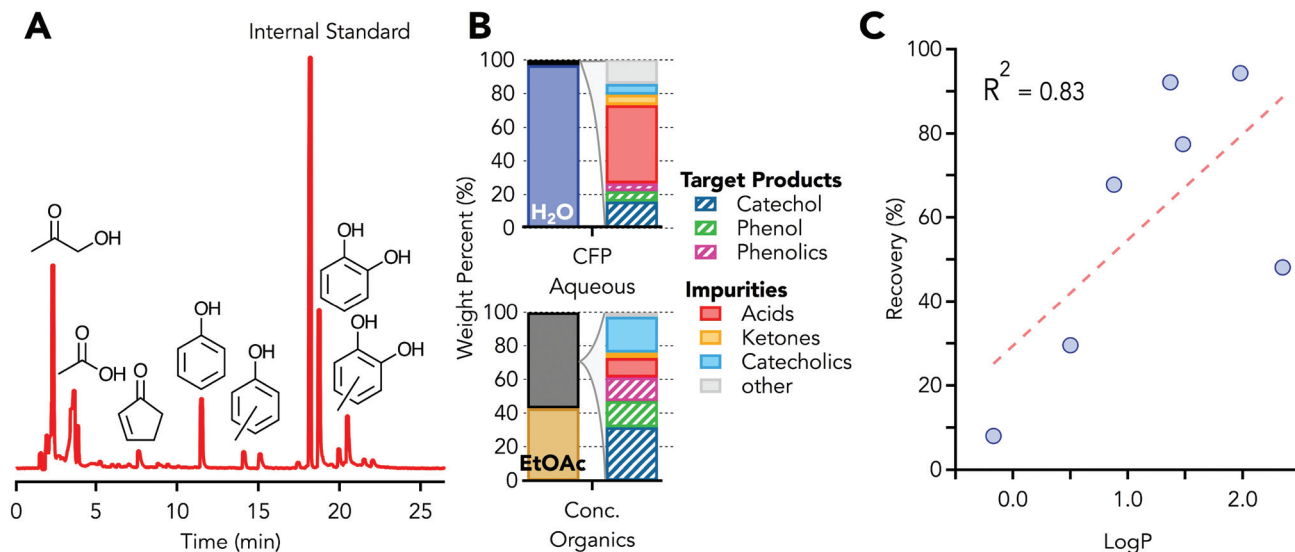 A
Internal Standard
O
OH
O
OH
O
OH
OH
OH
OH
OH
OH
0
5
10
15
20
25
Time (min)
B
Weight Percent (%)
100
80
60
40
20
0
H2O
CFP
Aqueous
100
80
60
40
20
0
EtOAc
Conc.
Organics
Target Products
Catechol
Phenol
Phenolics
Impurities
Acids
Ketones
Catecholics
other
C
R2 = 0.83
Recovery (%)
100
80
60
40
20
0
0.0
1.0
2.0
LogP